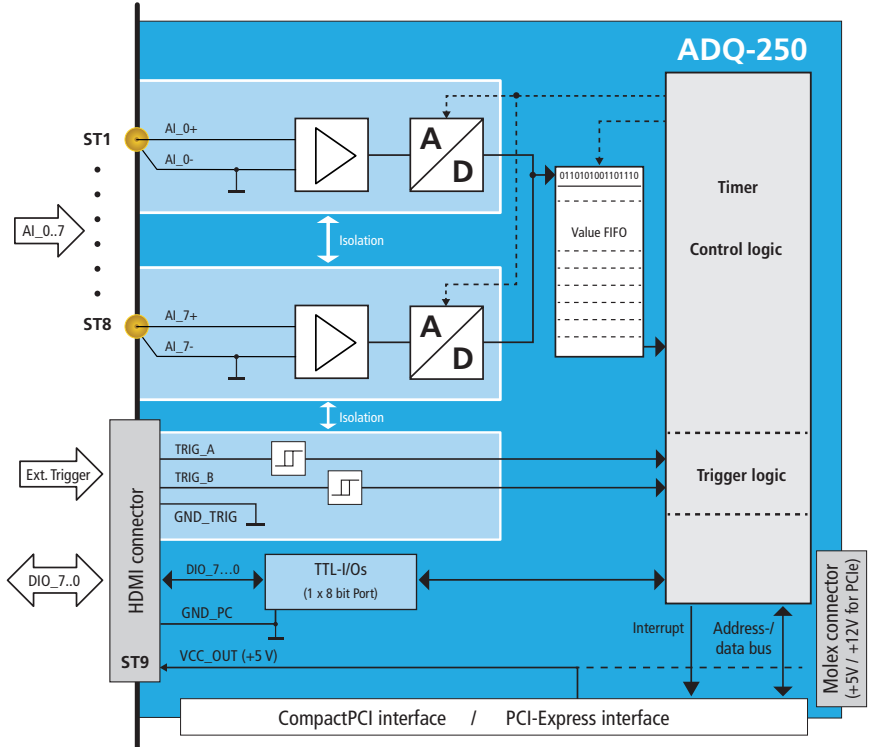 ADQ-250
ST1
AI_0+
AI_0-
A
D
0110101001101110
Value FIFO
Timer
Control logic
AI_0..7
Isolation
ST8
AI_7+
AI_7-
A
D
Isolation
Ext. Trigger
HDMI connector
TRIG_A
TRIG_B
GND_TRIG
Trigger logic
DIO_7..0
DIO_7...0
TTL-I/Os
(1 x 8 bit Port)
GND_PC
ST9
VCC_OUT (+5 V)
Interrupt
Address-/
data bus
Molex connector
(+5V / +12V for PCIe)
CompactPCI interface / PCI-Express interface